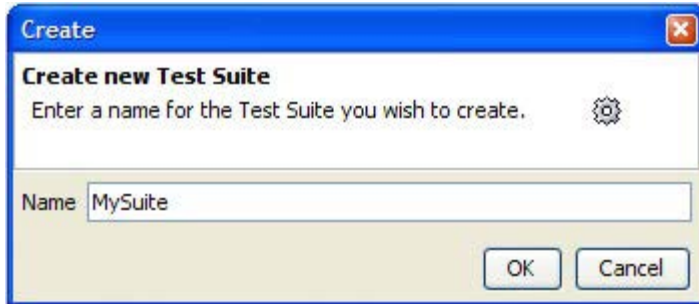 Create
Create new Test Suite
Enter a name for the Test Suite you wish to create.
Name MySuite
OK Cancel